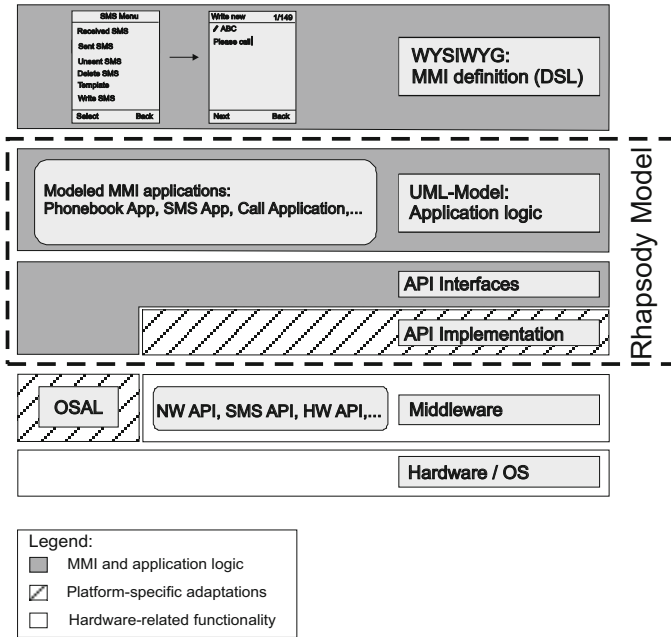 SMS Menu
Received SMS
Sent SMS
Unsent SMS
Delete SMS
Template
Write SMS
Select Back
Write new 1/149
ABC
Please call
Next Back
WYSIWYG:
MMI definition (DSL)
Modeled MMI applications:
Phonebook App, SMS App, Call Application,...
UML-Model:
Application logic
API Interfaces
API Implementation
Rhapsody Model
OSAL
NW API, SMS API, HW API,...
Middleware
Hardware / OS
Legend:
MMI and application logic
Platform-specific adaptations
Hardware-related functionality